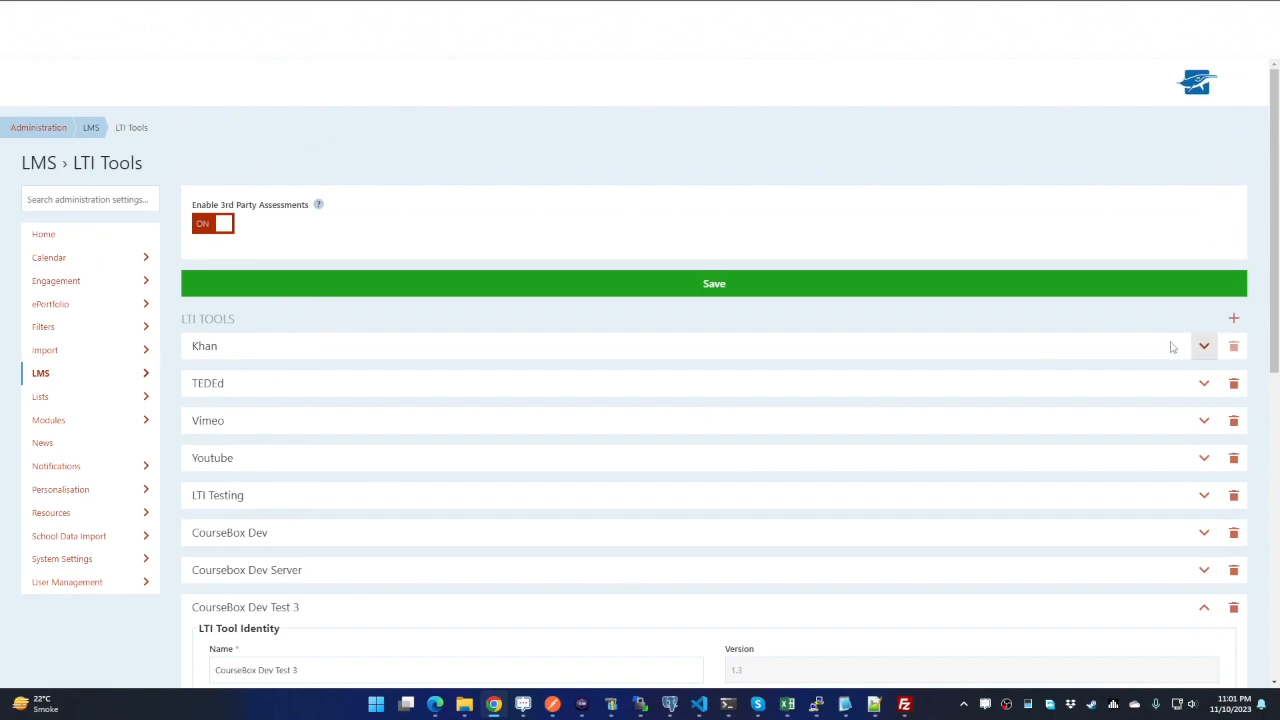 Administration
LMS
LTI Tools
LMS › LTI Tools
Search administration settings...
Home
Calendar
Engagement
ePortfolio
Filters
Import
LMS
Lists
Modules
News
Notifications
Personalisation
Resources
School Data Import
System Settings
User Management
Enable 3rd Party Assessments ?
ON
Save
LTI TOOLS
Khan
TEDEd
Vimeo
Youtube
LTI Testing
CourseBox Dev
Coursebox Dev Server
CourseBox Dev Test 3
LTI Tool Identity
Name *
Version
CourseBox Dev Test 3
1.3
22°C
Smoke
11:01 PM
11/10/2023